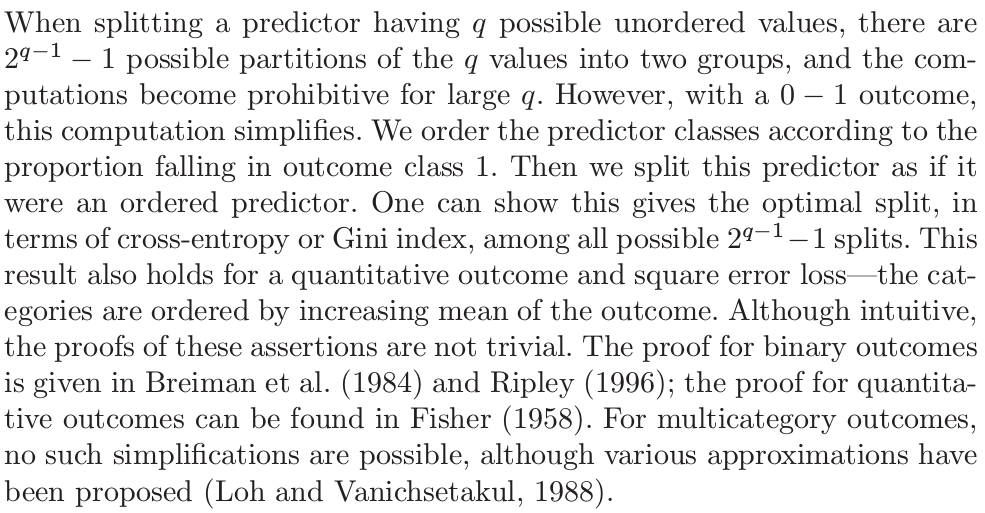 When splitting a predictor having q possible unordered values, there are
2^{q−1} − 1 possible partitions of the q values into two groups, and the com-
putations become prohibitive for large q. However, with a 0 − 1 outcome,
this computation simplifies. We order the predictor classes according to the
proportion falling in outcome class 1. Then we split this predictor as if it
were an ordered predictor. One can show this gives the optimal split, in
terms of cross-entropy or Gini index, among all possible 2^{q−1}−1 splits. This
result also holds for a quantitative outcome and square error loss—the cat-
egories are ordered by increasing mean of the outcome. Although intuitive,
the proofs of these assertions are not trivial. The proof for binary outcomes
is given in Breiman et al. (1984) and Ripley (1996); the proof for quantita-
tive outcomes can be found in Fisher (1958). For multicategory outcomes,
no such simplifications are possible, although various approximations have
been proposed (Loh and Vanichsetakul, 1988).